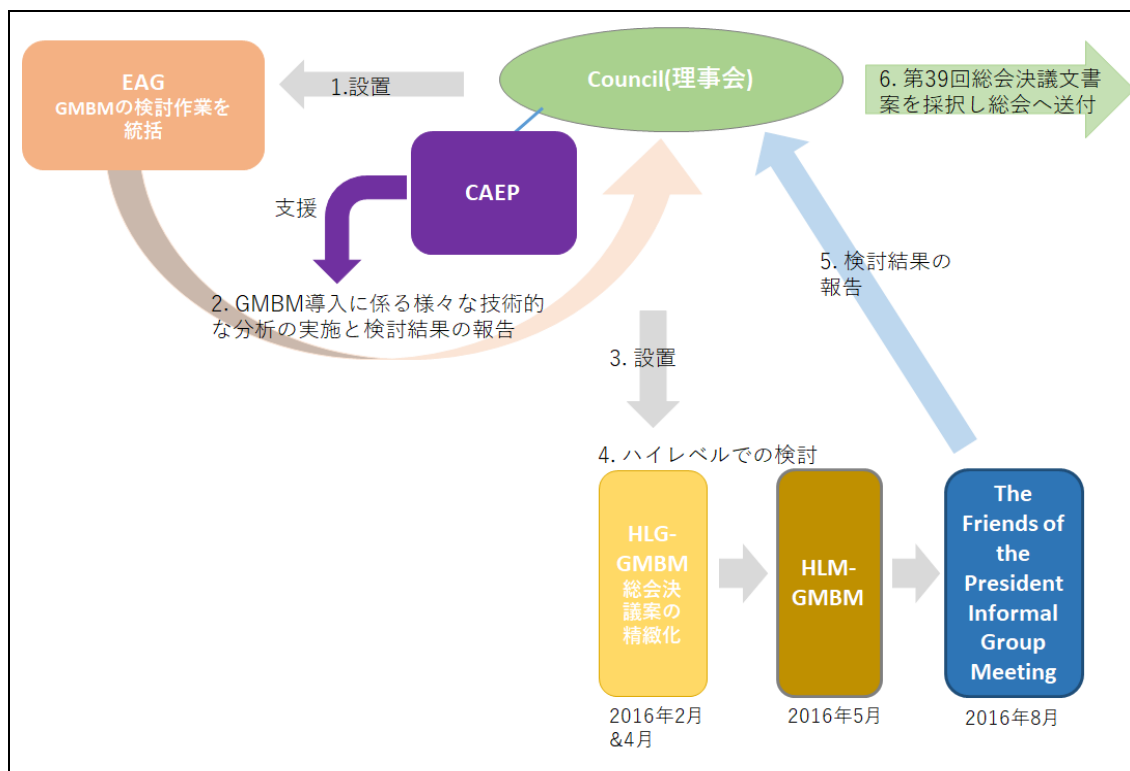 EAG
GMBMの検討作業を
統括
1.設置
Council(理事会)
6. 第39回総会決議文書
案を採択し総会へ送付
CAEP
支援
2. GMBM導入に係る様々な技術的
な分析の実施と検討結果の報告
5. 検討結果の
報告
3. 設置
4. ハイレベルでの検討
HLG-
GMBM
総会決
議案の
精緻化
2016年2月
&4月
HLM-
GMBM
2016年5月
The
Friends of
the
President
Informal
Group
Meeting
2016年8月